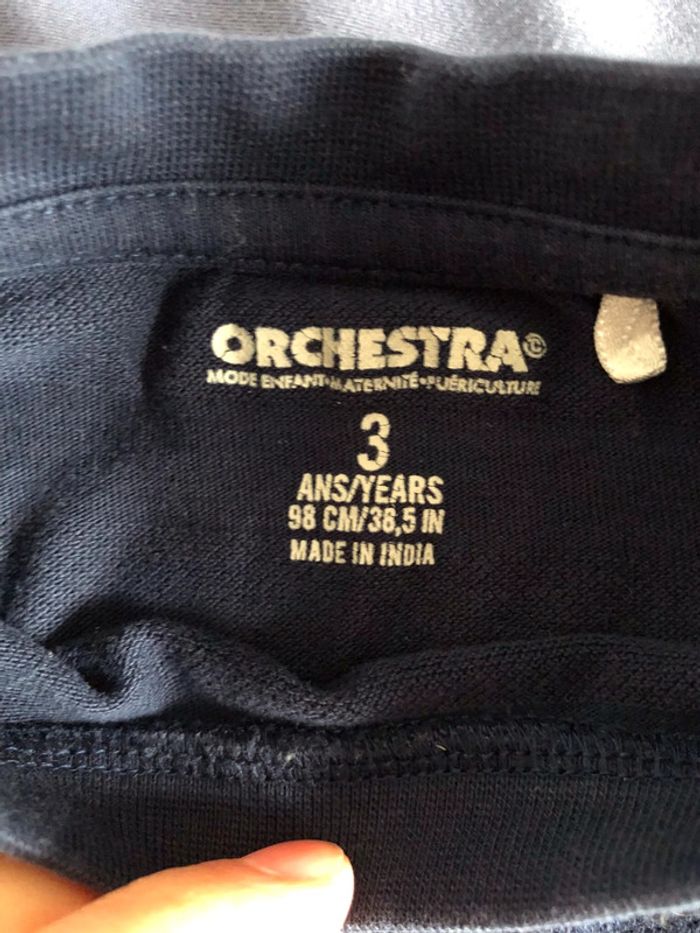 ORCHESTRA©
MODE ENFANT•MATERNITÉ•PUÉRICULTURE
3
ANS/YEARS
98 CM/38,5 IN
MADE IN INDIA